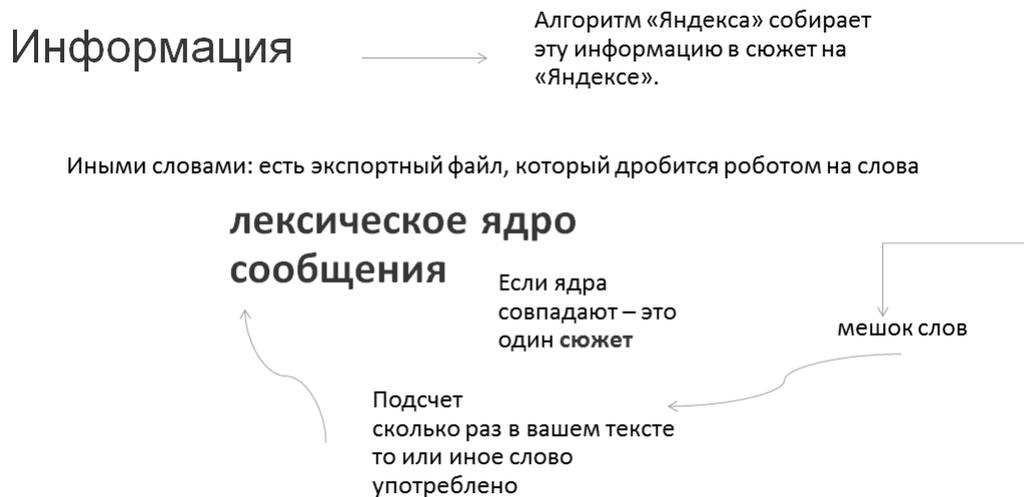 Информация
Алгоритм «Яндекса» собирает
эту информацию в сюжет на
«Яндексе».
Иными словами: есть экспортный файл, который дробится роботом на слова
лексическое ядро
сообщения
Если ядра
совпадают – это
один сюжет
мешок слов
Подсчет
сколько раз в вашем тексте
то или иное слово
употреблено